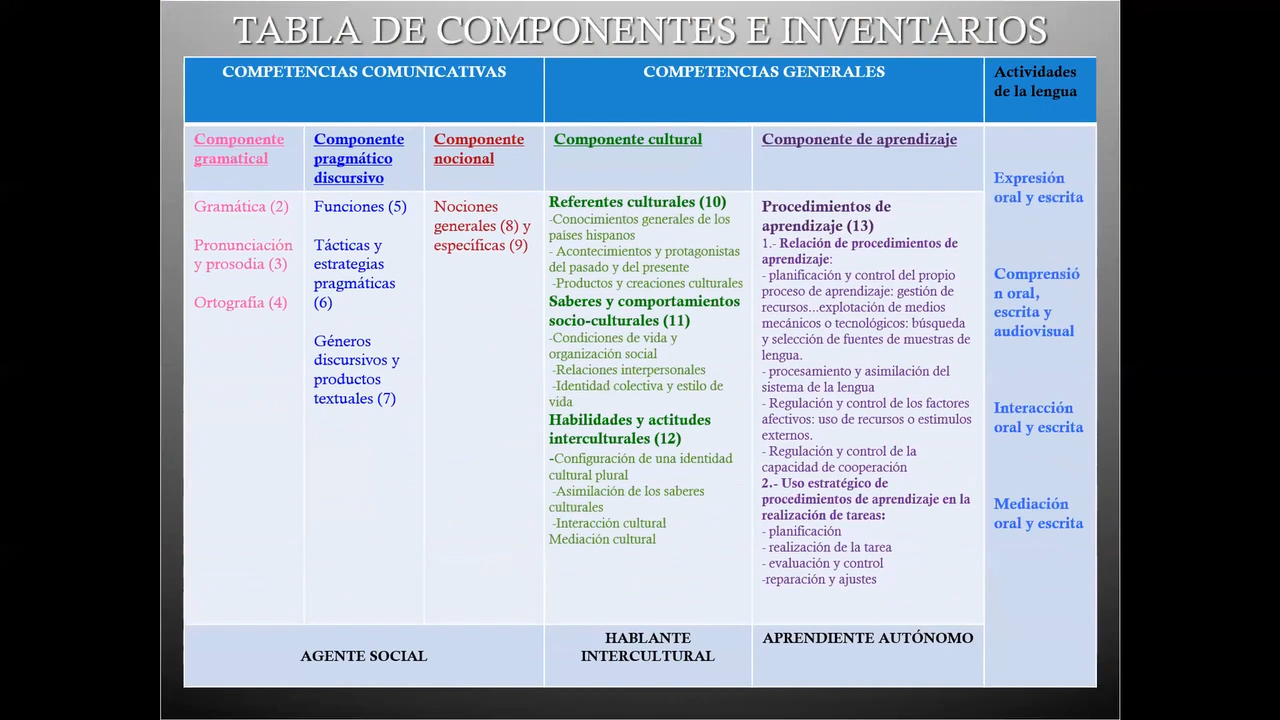 TABLA DE COMPONENTES E INVENTARIOS
COMPETENCIAS COMUNICATIVAS
COMPETENCIAS GENERALES
Actividades
de la lengua
Componente
gramatical
Componente
pragmático
discursivo
Componente
nocional
Componente cultural
Componente de aprendizaje
Gramática (2)
Pronunciación
y prosodia (3)
Ortografía (4)
Funciones (5)
Tácticas y
estrategias
pragmáticas
(6)
Géneros
discursivos y
productos
textuales (7)
Nociones
generales (8) y
específicas (9)
Referentes culturales (10)
-Conocimientos generales de los
países hispanos
- Acontecimientos y protagonistas
del pasado y del presente
-Productos y creaciones culturales
Saberes y comportamientos
socio-culturales (11)
-Condiciones de vida y
organización social
-Relaciones interpersonales
-Identidad colectiva y estilo de
vida
Habilidades y actitudes
interculturales (12)
-Configuración de una identidad
cultural plural
-Asimilación de los saberes
culturales
-Interacción cultural
Mediación cultural
Procedimientos de
aprendizaje (13)
1.- Relación de procedimientos de
aprendizaje:
- planificación y control del propio
proceso de aprendizaje: gestión de
recursos...explotación de medios
mecánicos o tecnológicos: búsqueda
y selección de fuentes de muestras de
lengua.
- procesamiento y asimilación del
sistema de la lengua
- Regulación y control de los factores
afectivos: uso de recursos o estimulos
externos.
- Regulación y control de la
capacidad de cooperación
2.- Uso estratégico de
procedimientos de aprendizaje en la
realización de tareas:
- planificación
- realización de la tarea
- evaluación y control
-reparación y ajustes
Expresión
oral y escrita
Comprensió
n oral,
escrita y
audiovisual
Interacción
oral y escrita
Mediación
oral y escrita
AGENTE SOCIAL
HABLANTE
INTERCULTURAL
APRENDIENTE AUTÓNOMO